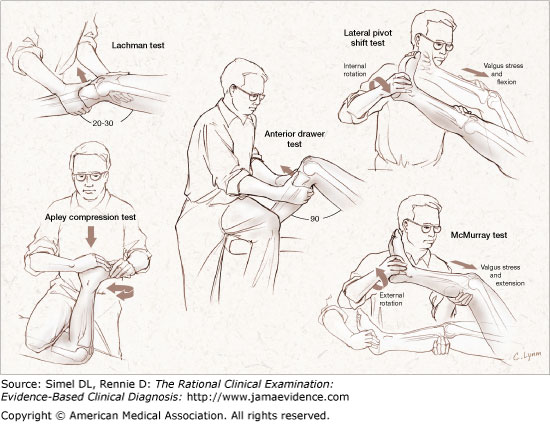 Lachman test
20-30
Lateral pivot
shift test
Internal
rotation
Valgus stress
and
flexion
Anterior drawer
test
90
Apley compression test
McMurray test
Valgus stress
and
extension
External
rotation
C. Lynm
Source: Simel DL, Rennie D: The Rational Clinical Examination:
Evidence-Based Clinical Diagnosis: http://www.jamaevidence.com
Copyright © American Medical Association. All rights reserved.